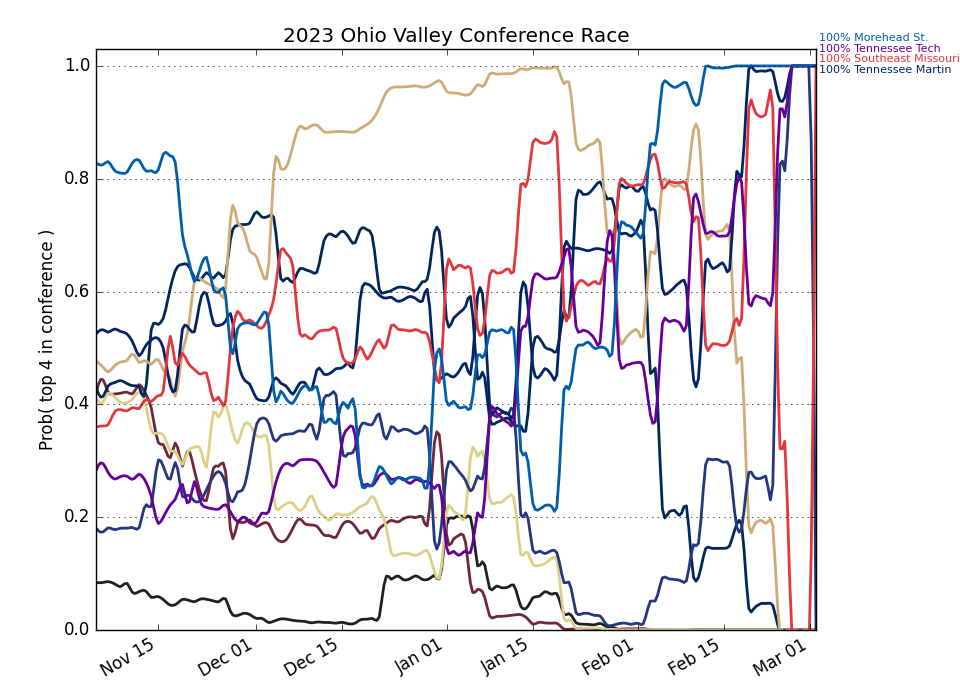 2023 Ohio Valley Conference Race
100% Morehead St.
100% Tennessee Tech
100% Southeast Missouri
100% Tennessee Martin
Prob( top 4 in conference )
1.0
0.8
0.6
0.4
0.2
0.0
Nov 15
Dec 01
Dec 15
Jan 01
Jan 15
Feb 01
Feb 15
Mar 01